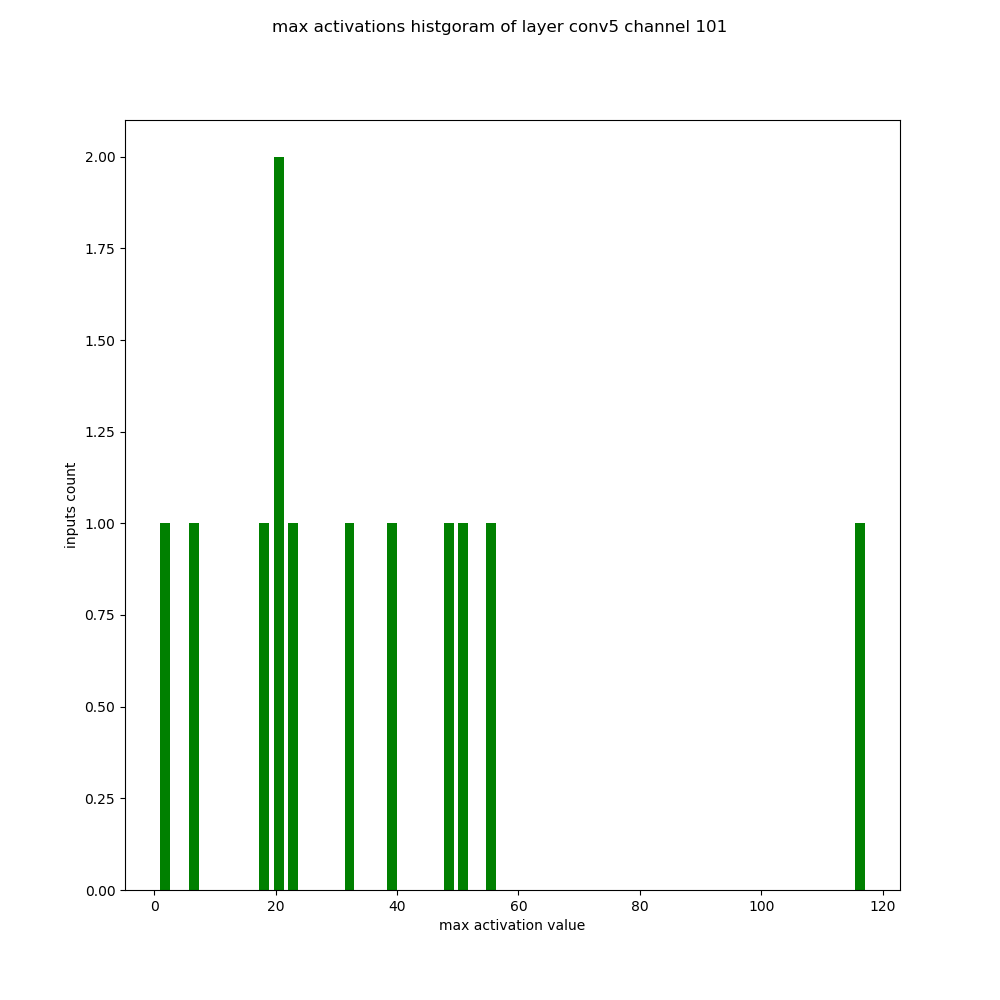 max activations histgoram of layer conv5 channel 101
2.00
1.75
1.50
1.25
1.00
0.75
0.50
0.25
0.00
inputs count
0 20 40 60 80 100 120
max activation value